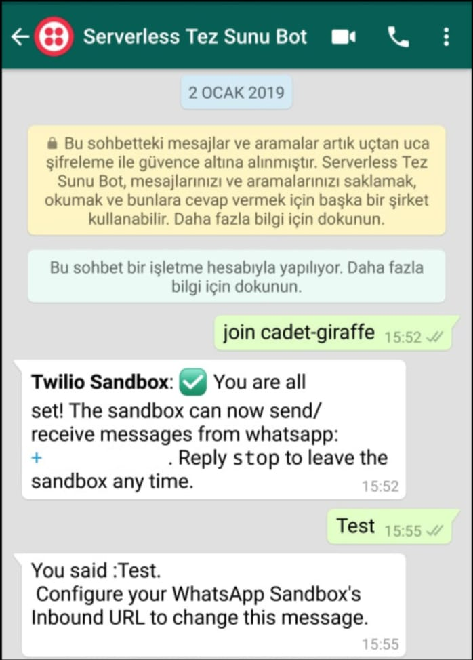 Serverless Tez Sunu Bot
2 OCAK 2019
Bu sohbetteki mesajlar ve aramalar artık uçtan uca
şifreleme ile güvence altına alınmıştır. Serverless Tez
Sunu Bot, mesajlarınızı ve aramalarınızı saklamak,
okumak ve bunlara cevap vermek için başka bir şirket
kullanabilir. Daha fazla bilgi için dokunun.
Bu sohbet bir işletme hesabıyla yapılıyor. Daha fazla
bilgi için dokunun.
join cadet-giraffe 15:52
Twilio Sandbox: ✅ You are all
set! The sandbox can now send/
receive messages from whatsapp:
+ . Reply stop to leave the
sandbox any time. 15:52
Test 15:55
You said :Test.
Configure your WhatsApp Sandbox's
Inbound URL to change this message.
15:55